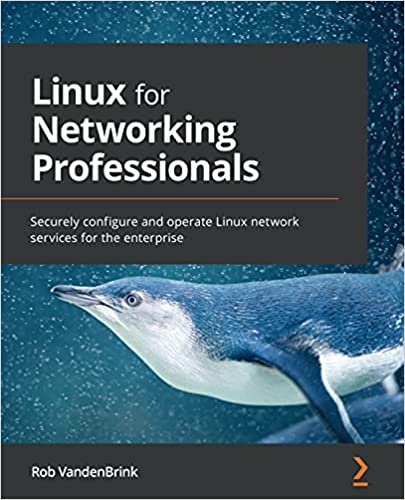 Linux for
Networking
Professionals
Securely configure and operate Linux network
services for the enterprise
Rob VandenBrink